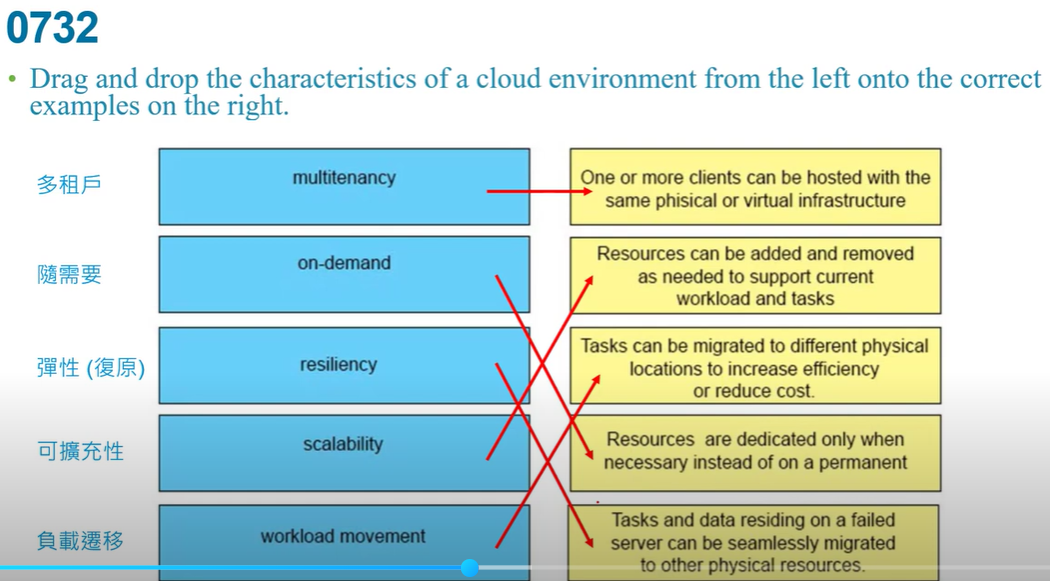 0732
• Drag and drop the characteristics of a cloud environment from the left onto the correct
examples on the right.
多租戶
multitenancy
One or more clients can be hosted with the
same phisical or virtual infrastructure
隨需要
on-demand
Resources can be added and removed
as needed to support current
workload and tasks
彈性 (復原)
resiliency
Tasks can be migrated to different physical
locations to increase efficiency
or reduce cost.
可擴充性
scalability
Resources are dedicated only when
necessary instead of on a permanent
負載遷移
workload movement
Tasks and data residing on a failed
server can be seamlessly migrated
to other physical resources.